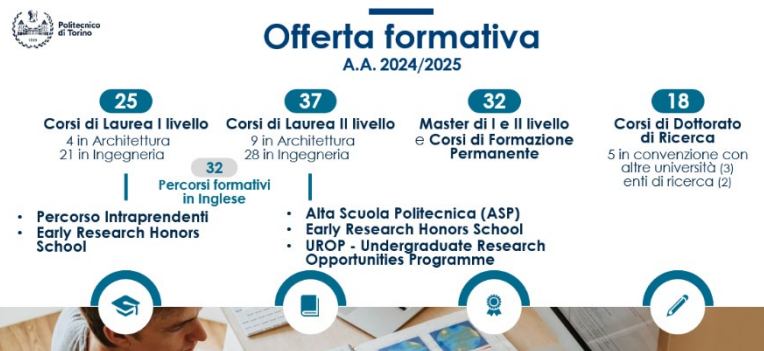 Politecnico
di Torino
Offerta formativa
A.A. 2024/2025
25
Corsi di Laurea I livello
4 in Architettura
21 in Ingegneria
37
Corsi di Laurea II livello
9 in Architettura
28 in Ingegneria
32
Master di I e II livello
e Corsi di Formazione
Permanente
18
Corsi di Dottorato
di Ricerca
5 in convenzione con
altre università (3)
enti di ricerca (2)
32
Percorsi formativi
in Inglese
• Percorso Intraprendenti
• Early Research Honors
School
• Alta Scuola Politecnica (ASP)
• Early Research Honors School
• UROP - Undergraduate Research
Opportunities Programme